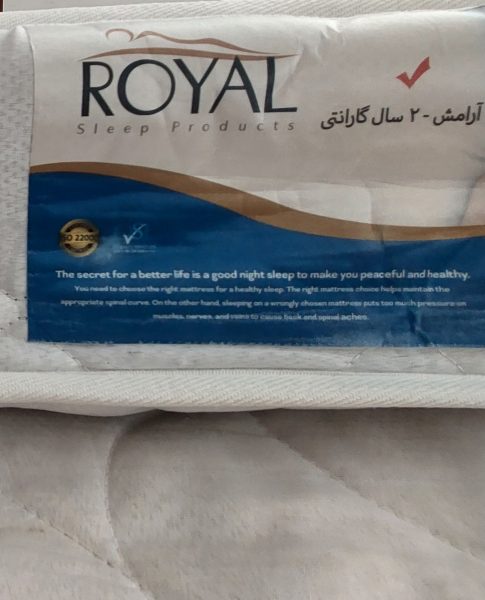 ROYAL
Sleep Products
آرامش - ۲ سال گارانتی
ISO 22000
The secret for a better life is a good night sleep to make you peaceful and healthy.
You need to choose the right mattress for a healthy sleep. The right mattress choice helps maintain the
appropriate spinal curve. On the other hand, sleeping on a wrongly chosen mattress puts too much pressure on
muscles, nerves, and veins to cause back and spinal aches.